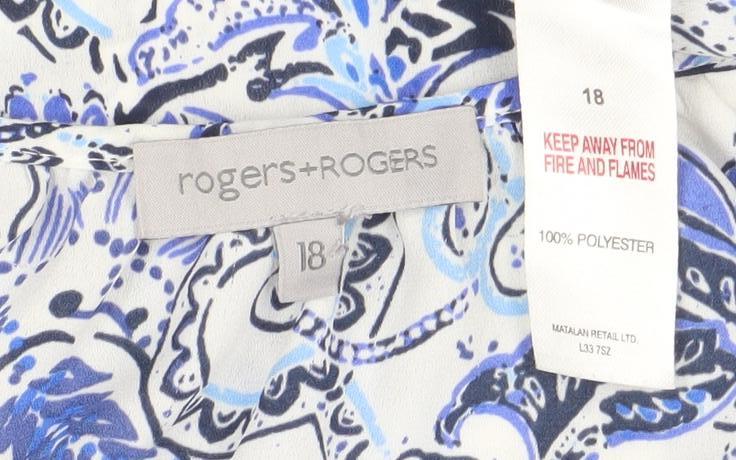 rogers+ROGERS
18
18
KEEP AWAY FROM
FIRE AND FLAMES
100% POLYESTER
MATALAN RETAIL LTD.
L33 7SZ